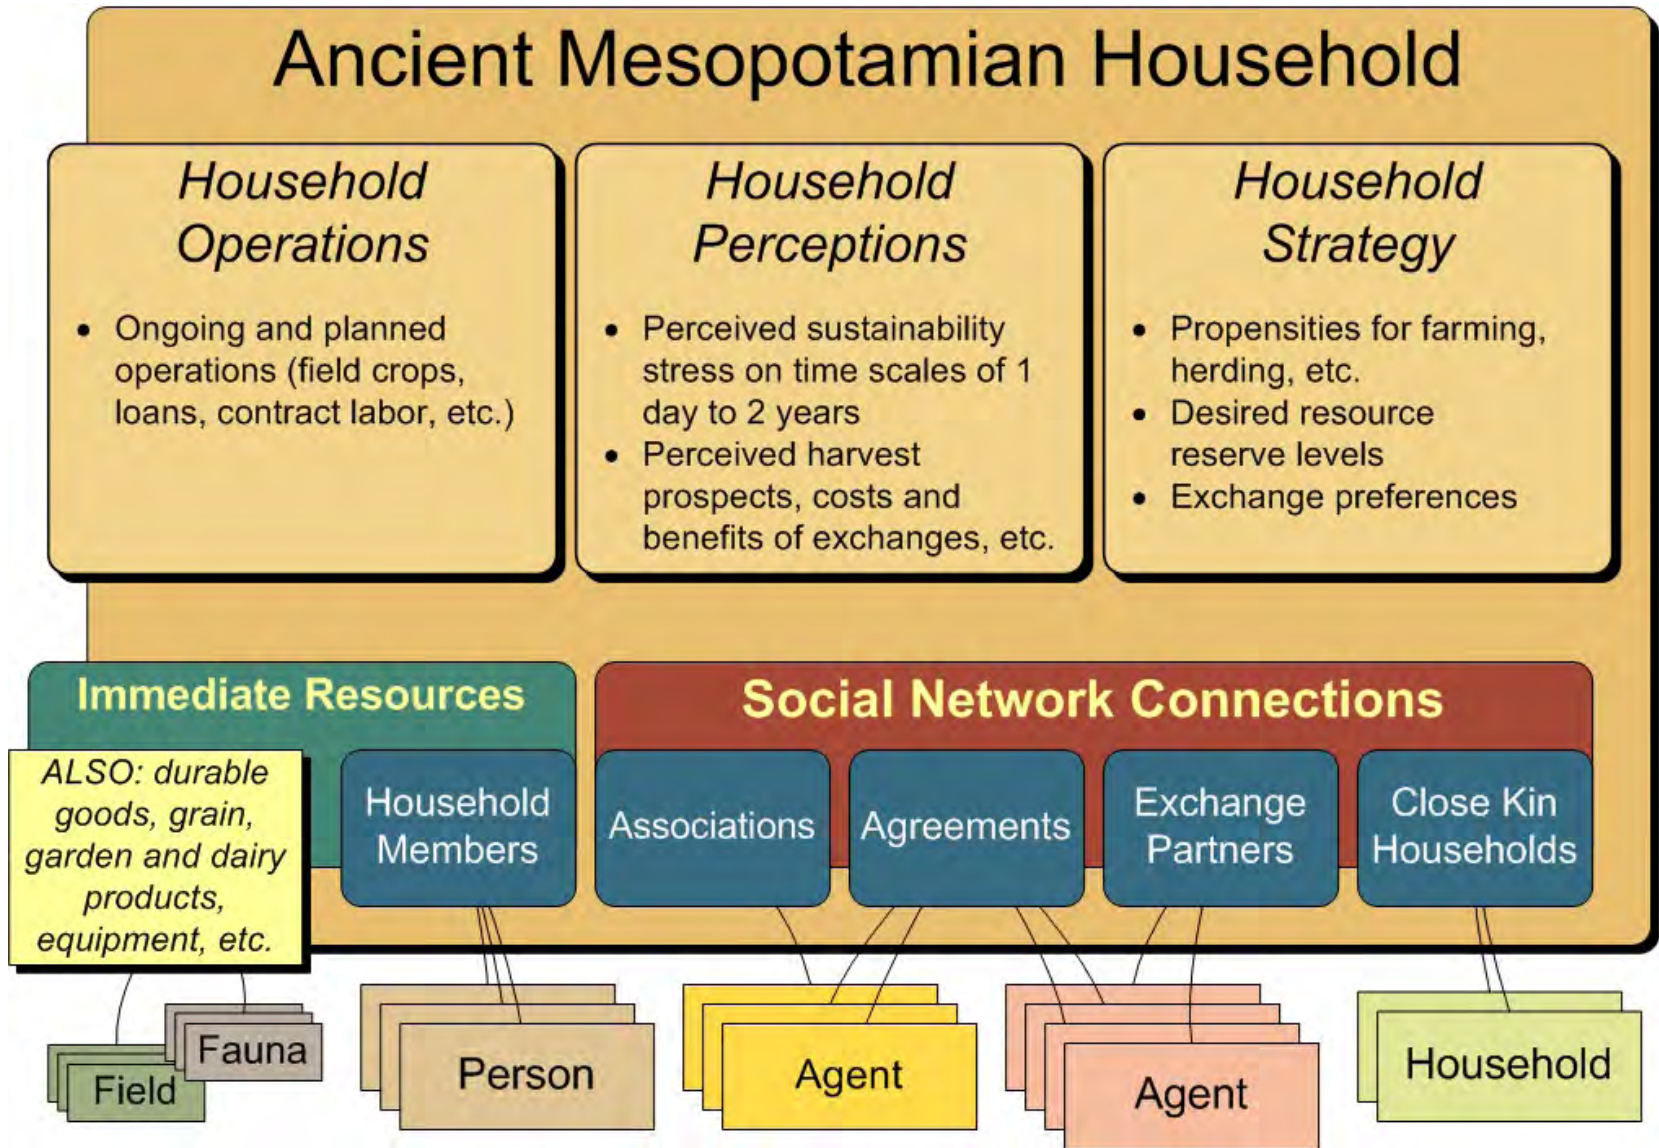 Ancient Mesopotamian Household
Household
Operations
• Ongoing and planned
operations (field crops,
loans, contract labor, etc.)
Household
Perceptions
• Perceived sustainability
stress on time scales of 1
day to 2 years
• Perceived harvest
prospects, costs and
benefits of exchanges, etc.
Household
Strategy
• Propensities for farming,
herding, etc.
• Desired resource
reserve levels
• Exchange preferences
Immediate Resources
ALSO: durable
goods, grain,
garden and dairy
products,
equipment, etc.
Household
Members
Social Network Connections
Associations
Agreements
Exchange
Partners
Close Kin
Households
Field
Fauna
Person
Agent
Agent
Household